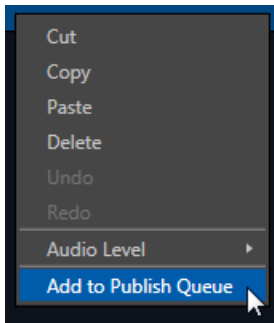 Cut
Copy
Paste
Delete
Undo
Redo
Audio Level
Add to Publish Queue